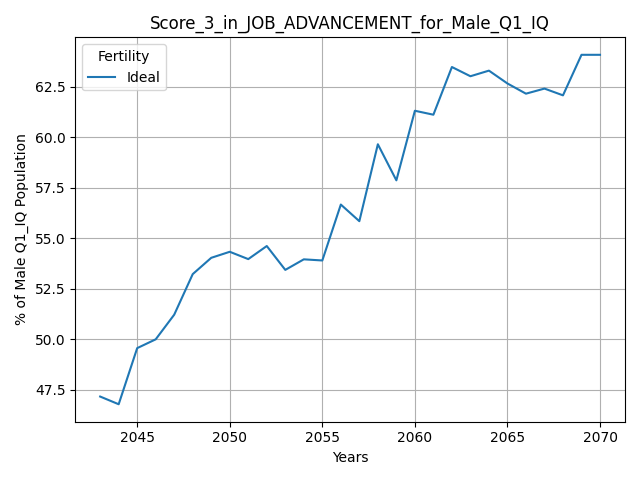 Score_3_in_JOB_ADVANCEMENT_for_Male_Q1_IQ
Fertility
Ideal
% of Male Q1_IQ Population
62.5
60.0
57.5
55.0
52.5
50.0
47.5
2045 2050 2055 2060 2065 2070
Years